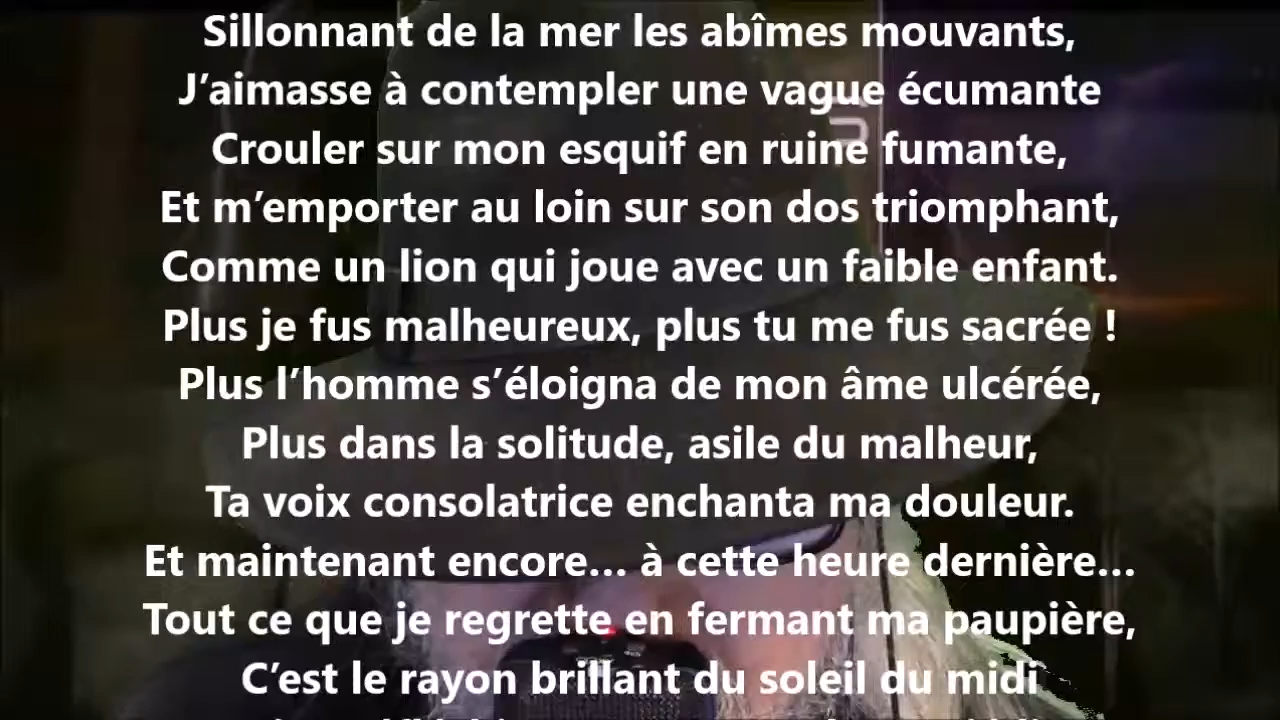 Sillonnant de la mer les abîmes mouvants,
J’aimasse à contempler une vague écumante
Crouler sur mon esquif en ruine fumante,
Et m’emporter au loin sur son dos triomphant,
Comme un lion qui joue avec un faible enfant.
Plus je fus malheureux, plus tu me fus sacrée !
Plus l’homme s’éloigna de mon âme ulcérée,
Plus dans la solitude, asile du malheur,
Ta voix consolatrice enchanta ma douleur.
Et maintenant encore… à cette heure dernière…
Tout ce que je regrette en fermant ma paupière,
C’est le rayon brillant du soleil du midi